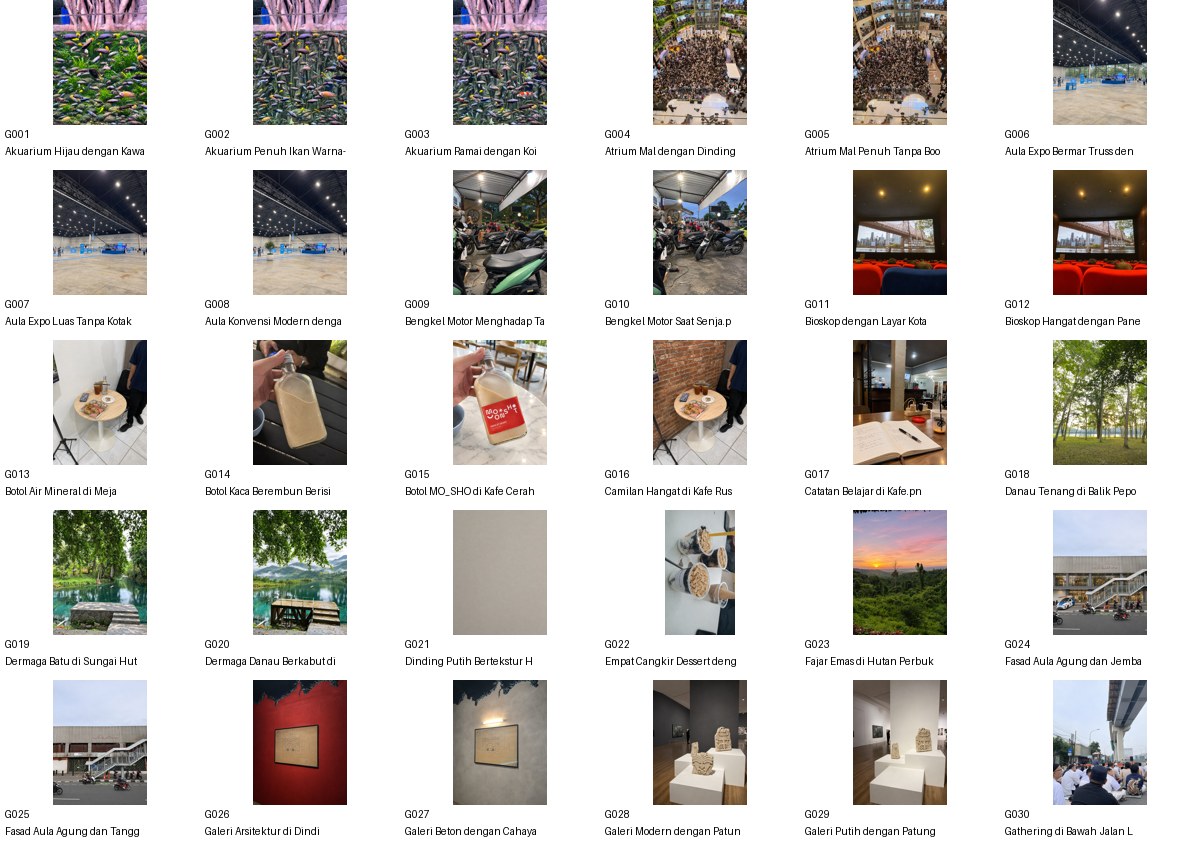 G001
Akuarium Hijau dengan Kawa
G002
Akuarium Penuh Ikan Warna-
G003
Akuarium Ramai dengan Koi
G004
Atrium Mal dengan Dinding
G005
Atrium Mal Penuh Tanpa Boo
G006
Aula Expo Bermar Truss den
G007
Aula Expo Luas Tanpa Kotak
G008
Aula Konvensi Modern denga
G009
Bengkel Motor Menghadap Ta
G010
Bengkel Motor Saat Senja.p
G011
Bioskop dengan Layar Kota
G012
Bioskop Hangat dengan Pane
G013
Botol Air Mineral di Meja
G014
Botol Kaca Berembun Berisi
G015
Botol MO_SHO di Kafe Cerah
G016
Camilan Hangat di Kafe Rus
G017
Catatan Belajar di Kafe.pn
G018
Danau Tenang di Balik Pepo
G019
Dermaga Batu di Sungai Hut
G020
Dermaga Danau Berkabut di
G021
Dinding Putih Bertekstur H
G022
Empat Cangkir Dessert deng
G023
Fajar Emas di Hutan Perbuk
G024
Fasad Aula Agung dan Jemba
G025
Fasad Aula Agung dan Tangg
G026
Galeri Arsitektur di Dindi
G027
Galeri Beton dengan Cahaya
G028
Galeri Modern dengan Patun
G029
Galeri Putih dengan Patung
G030
Gathering di Bawah Jalan L